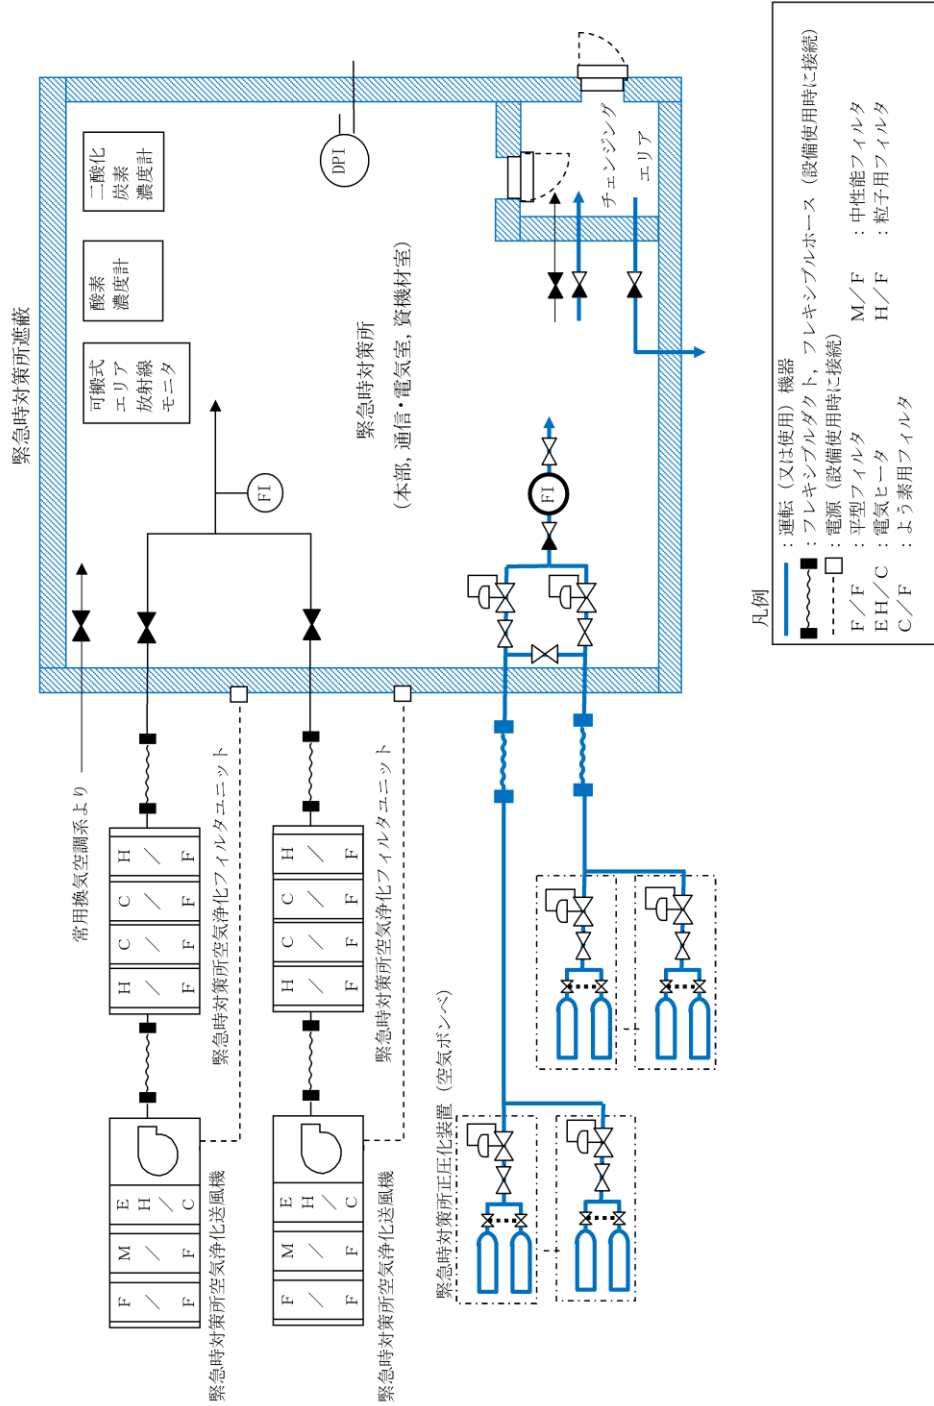 緊急時対策所遮蔽
二酸化
炭素
濃度計
酸素
濃度計
可搬式
エリア
放射線
モニタ
DPI
FI
緊急時対策所
(本部, 通信・電気室, 資機材室)
チェンジング
エリア
FI
常用換気空調系より
F/F
M/F
EH/C
H/F
C/F
C/F
H/F
緊急時対策所空気浄化送風機
緊急時対策所空気浄化フィルタユニット
F/F
M/F
EH/C
H/F
C/F
C/F
H/F
緊急時対策所空気浄化送風機
緊急時対策所空気浄化フィルタユニット
緊急時対策所正圧化装置 (空気ボンベ)
凡例
：運転 (又は使用) 機器
：フレキシブルダクト, フレキシブルホース (設備使用時に接続)
：電源 (設備使用時に接続)
F/F ：平型フィルタ M/F ：中性能フィルタ
EH/C ：電気ヒータ H/F ：粒子用フィルタ
C/F ：よう素用フィルタ